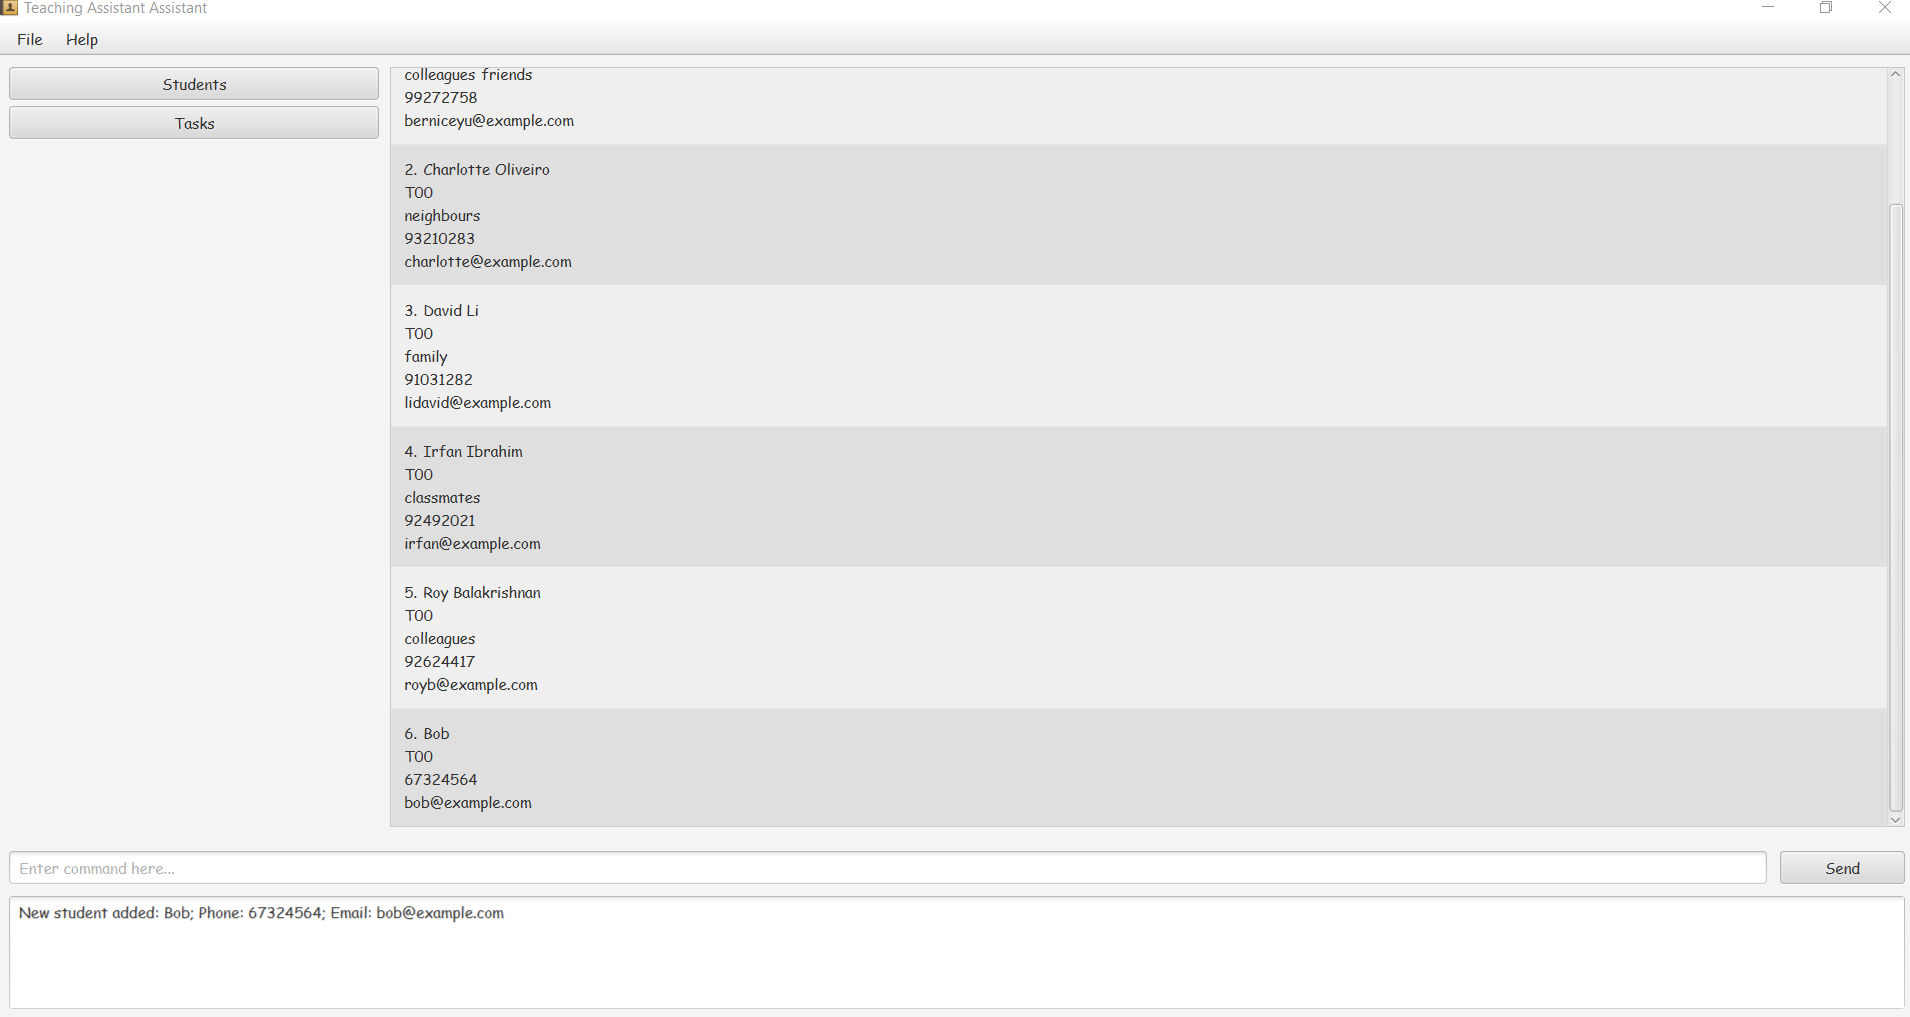 Teaching Assistant Assistant
File Help
Students
Tasks
colleagues friends
99272758
berniceyu@example.com
2. Charlotte Oliveiro
T00
neighbours
93210283
charlotte@example.com
3. David Li
T00
family
91031282
lidavid@example.com
4. Irfan Ibrahim
T00
classmates
92492021
irfan@example.com
5. Roy Balakrishnan
T00
colleagues
92624417
royb@example.com
6. Bob
T00
67324564
bob@example.com
Enter command here...
Send
New student added: Bob; Phone: 67324564; Email: bob@example.com